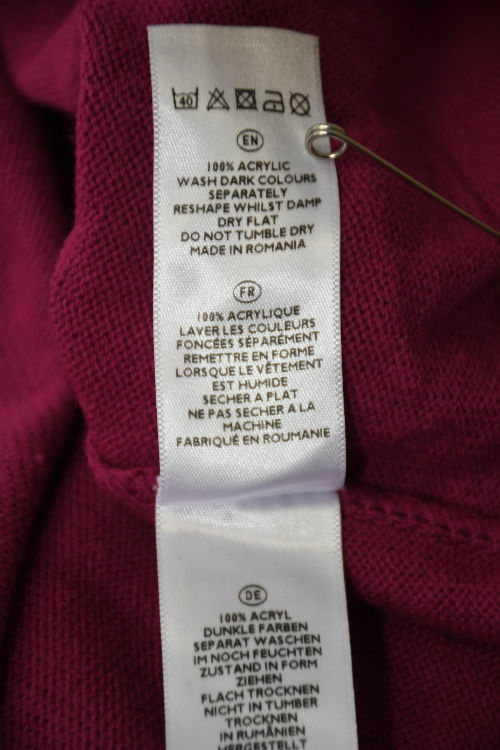 40
EN
100% ACRYLIC
WASH DARK COLOURS
SEPARATELY
RESHAPE WHILST DAMP
DRY FLAT
DO NOT TUMBLE DRY
MADE IN ROMANIA
FR
100% ACRYLIQUE
LAVER LES COULEURS
FONCÉES SÉPARÉMENT
REMETTRE EN FORME
LORSQUE LE VÊTEMENT
EST HUMIDE
SECHER A PLAT
NE PAS SECHER A LA
MACHINE
FABRIQUÉ EN ROUMANIE
DE
100% ACRYL
DUNKLE FARBEN
SEPARAT WASCHEN
IM NOCH FEUCHTEN
ZUSTAND IN FORM
ZIEHEN
FLACH TROCKNEN
NICHT IN TUMBER
TROCKNEN
IN RUMÄNIEN
HERGESTELLT